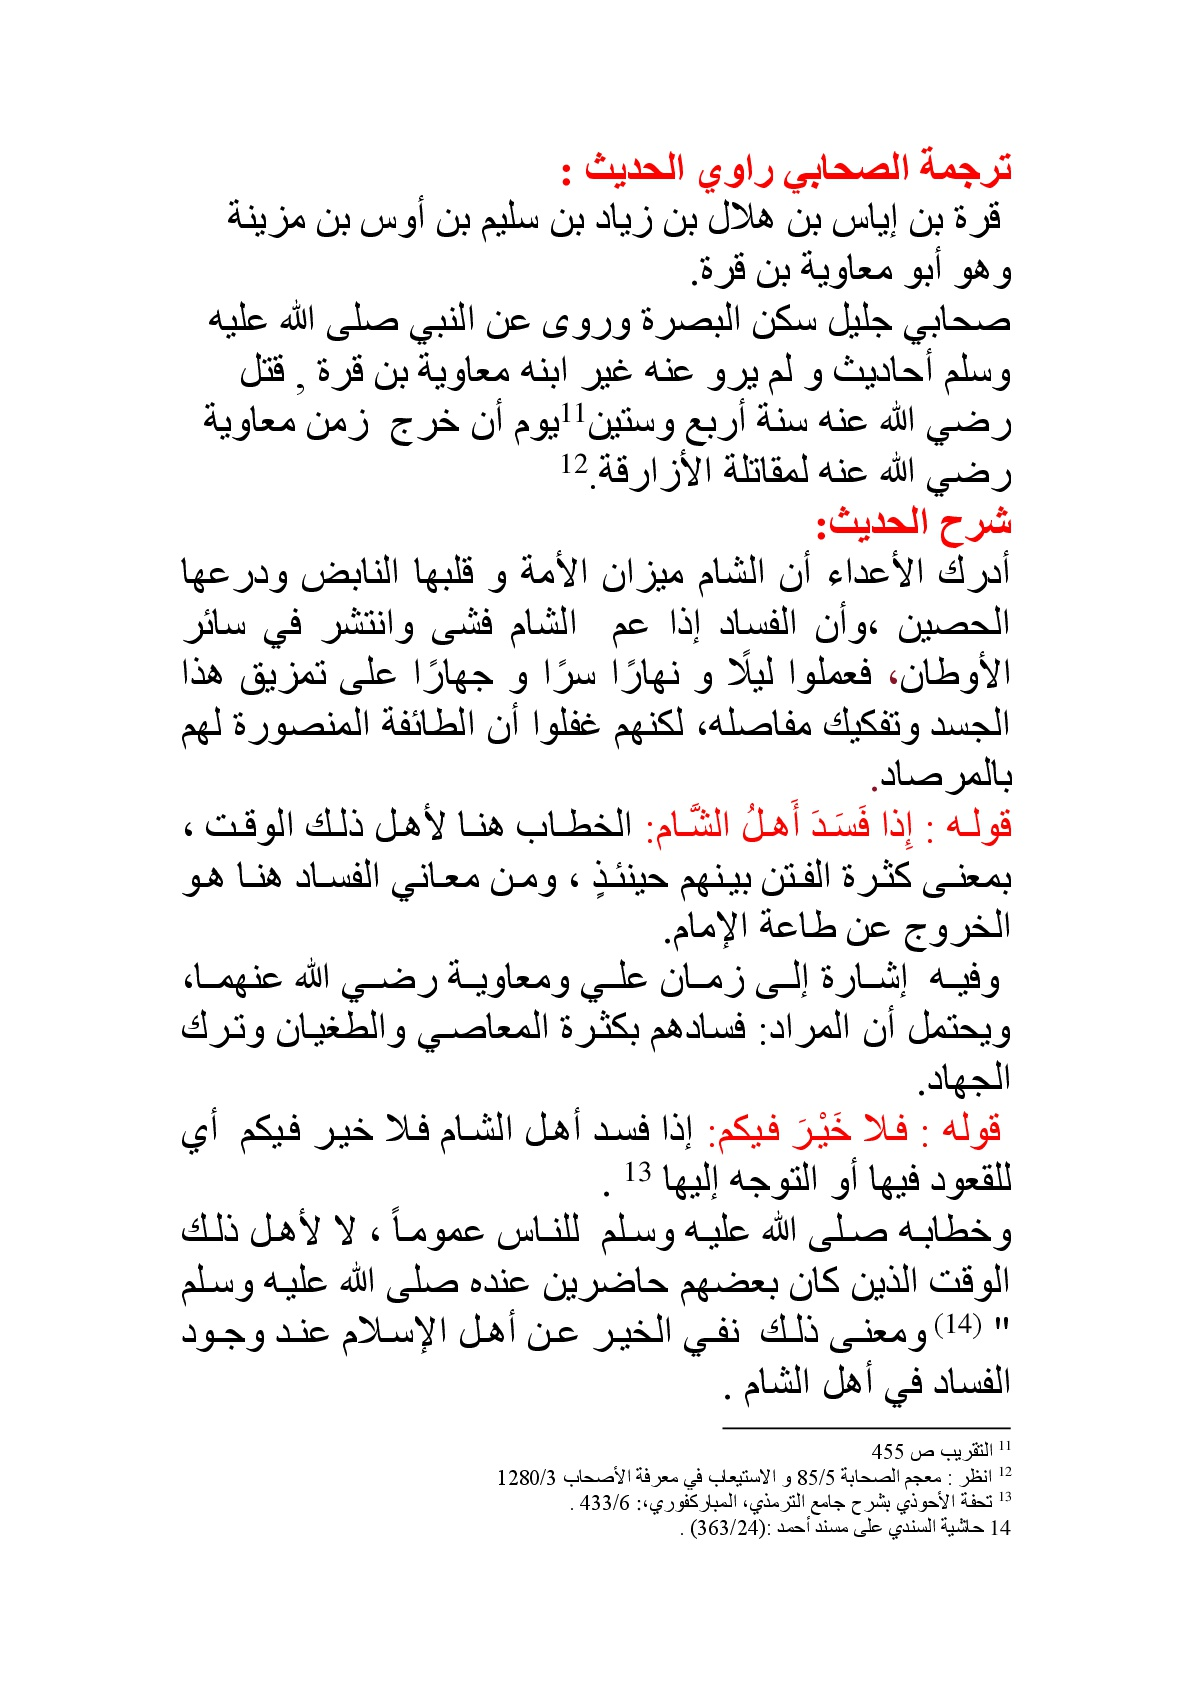 ترجمة الصحابي راوي الحديث :
قرة بن إياس بن هلال بن زياد بن سليم بن أوس بن مزينة
وهو أبو معاوية بن قرة.
صحابي جليل سكن البصرة وروى عن النبي صلى الله عليه
وسلم أحاديث و لم يرو عنه غير ابنه معاوية بن قرة , قتل
رضي الله عنه سنة أربع وستين11يوم أن خرج زمن معاوية
رضي الله عنه لمقاتلة الأزارقة.12
شرح الحديث:
أدرك الأعداء أن الشام ميزان الأمة و قلبها النابض ودرعها
الحصين ،وأن الفساد إذا عم الشام فشى وانتشر في سائر
الأوطان، فعملوا ليلًا و نهارًا سرًا و جهارًا على تمزيق هذا
الجسد وتفكيك مفاصله، لكنهم غفلوا أن الطائفة المنصورة لهم
بالمرصاد.
قوله : إِذا فَسَدَ أَهلُ الشَّام: الخطاب هنا لأهل ذلك الوقت ،
بمعنى كثرة الفتن بينهم حينئذٍ ، ومن معاني الفساد هنا هو
الخروج عن طاعة الإمام.
وفيه إشارة إلى زمان علي ومعاوية رضي الله عنهما،
ويحتمل أن المراد: فسادهم بكثرة المعاصي والطغيان وترك
الجهاد.
قوله : فلا خَيْرَ فيكم: إذا فسد أهل الشام فلا خير فيكم أي
للقعود فيها أو التوجه إليها 13 .
وخطابه صلى الله عليه وسلم للناس عموماً ، لا لأهل ذلك
الوقت الذين كان بعضهم حاضرين عنده صلى الله عليه وسلم
" (14) ومعنى ذلك نفي الخير عن أهل الإسلام عند وجود
الفساد في أهل الشام .
11 التقريب ص 455
12 انظر : معجم الصحابة 85/5 و الاستيعاب في معرفة الأصحاب 1280/3
13 تحفة الأحوذي بشرح جامع الترمذي، المباركفوري،: 433/6 .
14 حاشية السندي على مسند أحمد :(363/24) .